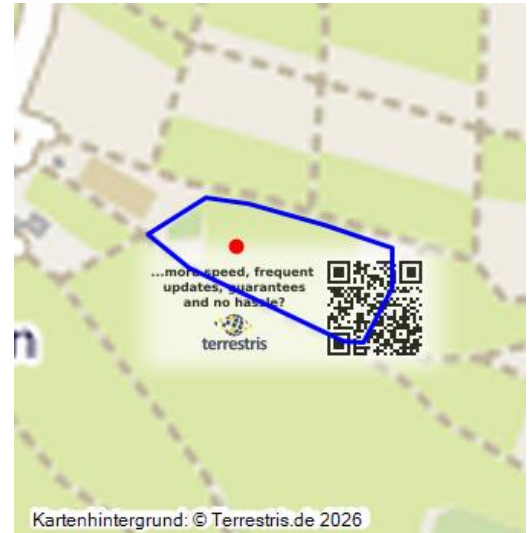 ...more speed, frequent
updates, guarantees
and no hassle?
terrestris
n
Kartenhintergrund: © Terrestris.de 2026